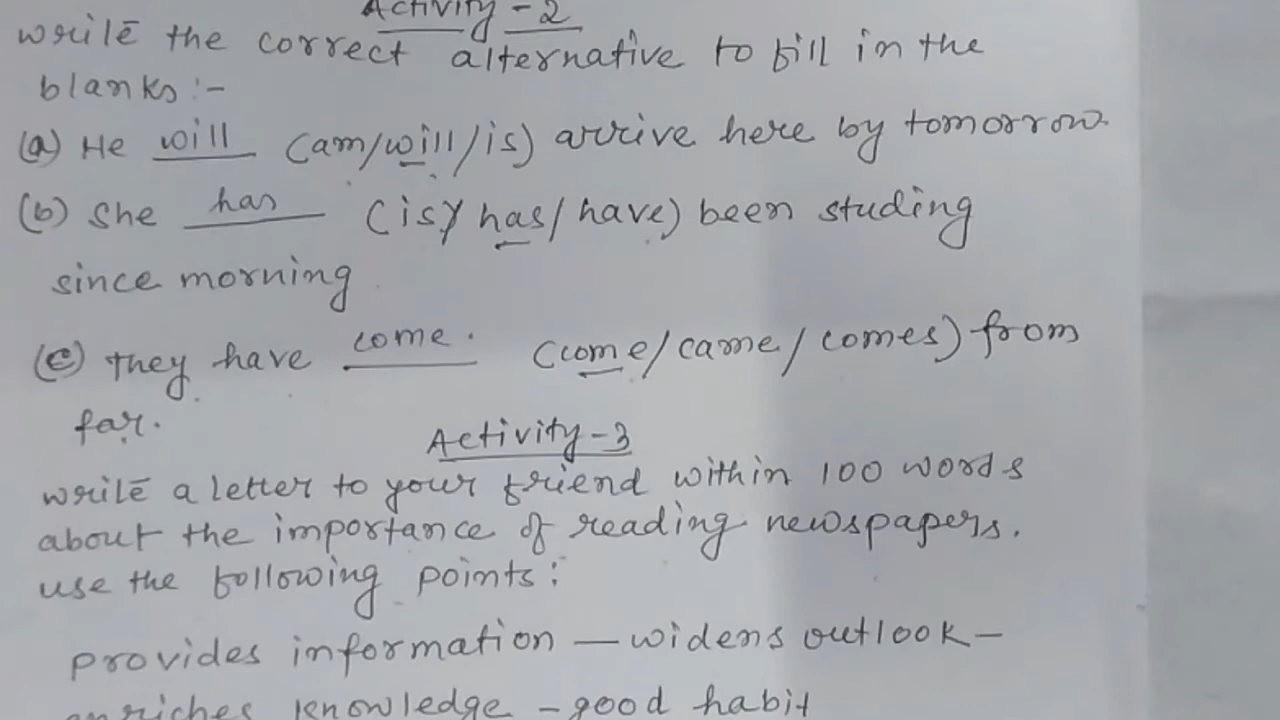 Activity-2
write the correct alternative to fill in the
blanks:-
(a) He will (am/will/is) arrive here by tomorrow.
(b) She has (is/has/have) been studing
since morning
(c) They have come. (come/came/comes) from
far.
Activity-3
write a letter to your friend within 100 words
about the importance of reading newspapers.
use the following points:
provides information — widens outlook —
enriches knowledge - good habit